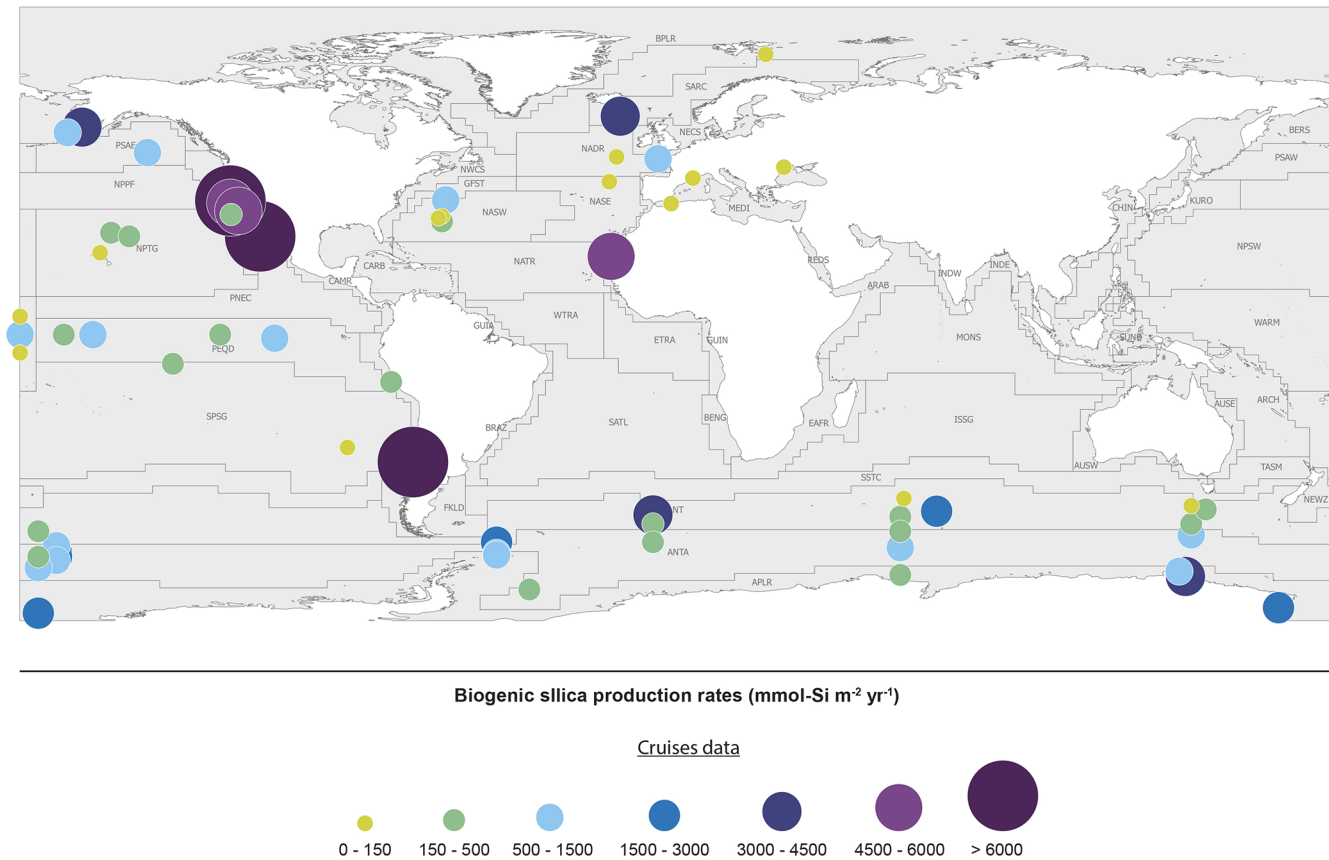 BPLR
SARC
NECS
BERS
PSAE
NADR
PSAW
NWCS
NPPF
GFST
NASE
NASW
MEDI
CHIN
KURO
NPTG
NPSW
NATR
REDS
CARB
INDW
INDE
CAMR
ARAB
PNEC
WTRA
GUIA
WARM
ETRA
GUIN
MONS
SUND
PEQD
SPSG
BRAZ
SATL
BENG
EAFR
ISSG
AUSE
ARCH
AUSW
TASM
SSTC
NEWZ
FKLD
NT
ANTA
APLR
Biogenic sIlica production rates (mmol-Si m⁻² yr⁻¹)
Cruises data
0 - 150 150 - 500 500 - 1500 1500 - 3000 3000 - 4500 4500 - 6000 > 6000